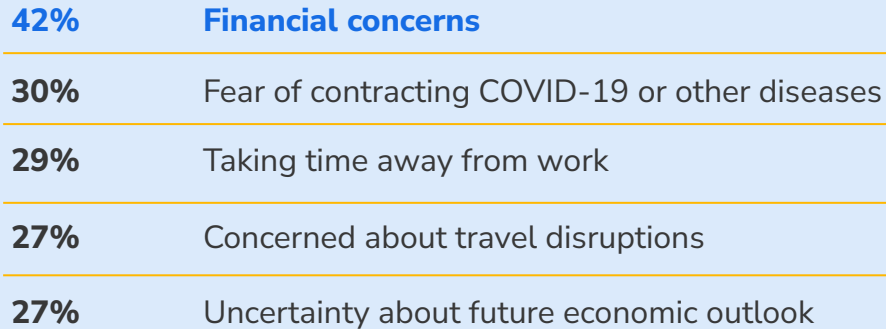 42% Financial concerns
30% Fear of contracting COVID-19 or other diseases
29% Taking time away from work
27% Concerned about travel disruptions
27% Uncertainty about future economic outlook